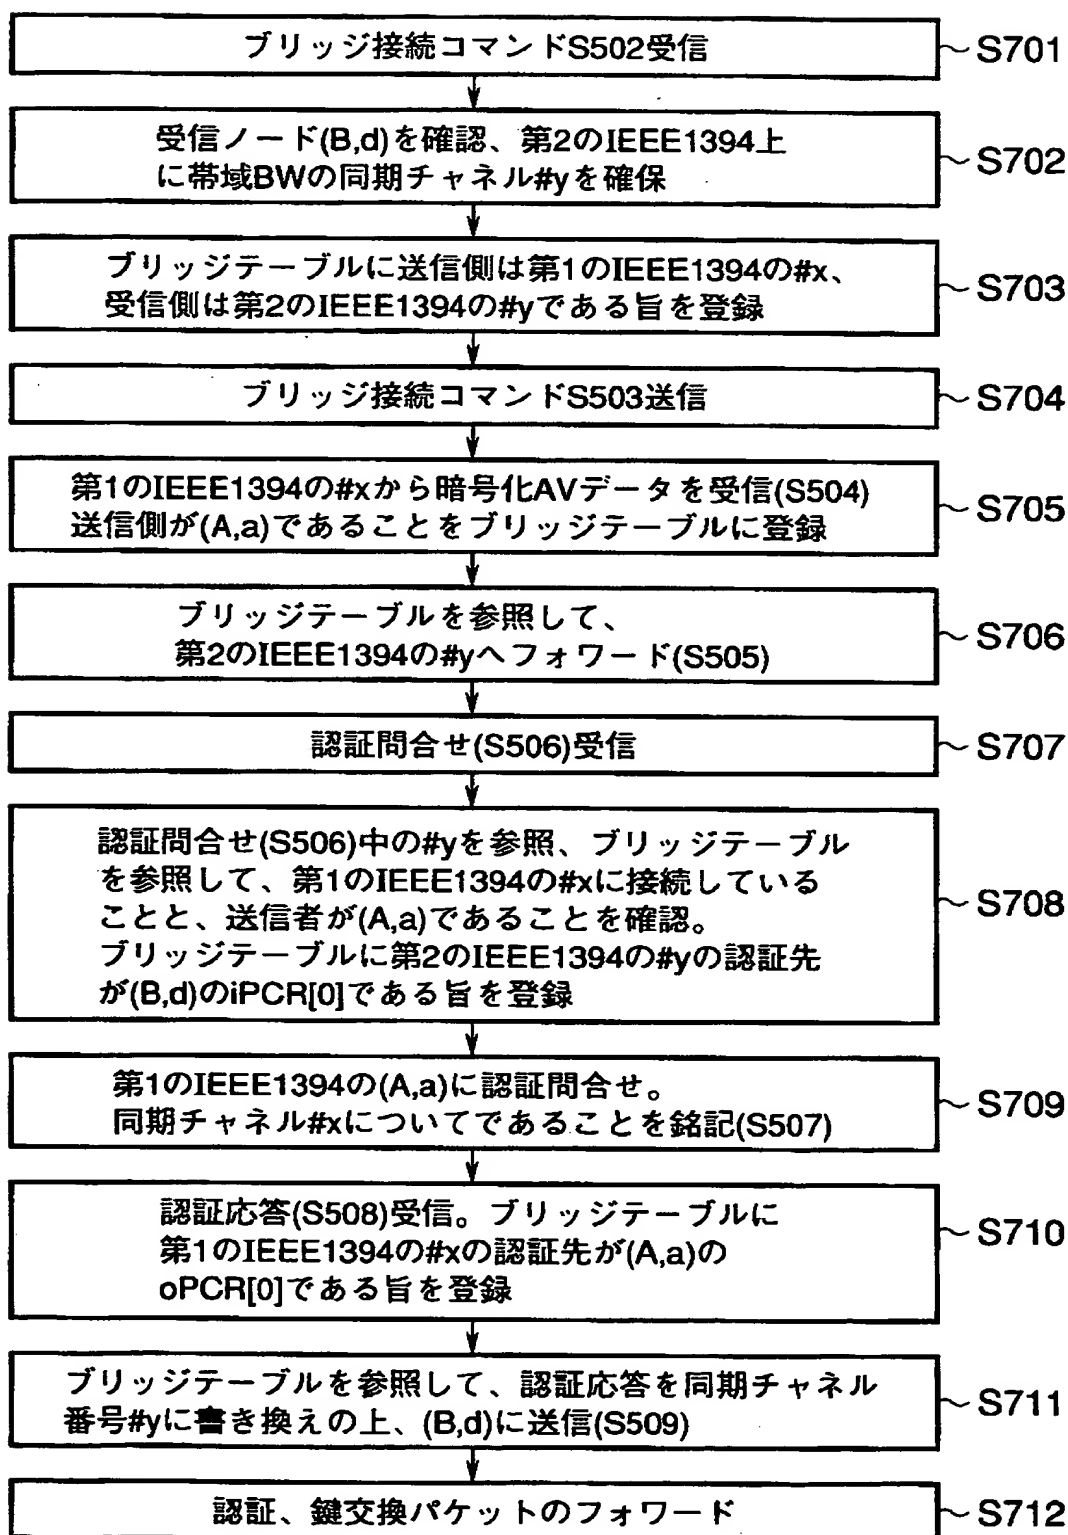 ブリッジ接続コマンドS502受信
S701
受信ノード(B,d)を確認、第2のIEEE1394上
に帯域BWの同期チャネル#yを確保
S702
ブリッジテーブルに送信側は第1のIEEE1394の#x、
受信側は第2のIEEE1394の#yである旨を登録
S703
ブリッジ接続コマンドS503送信
S704
第1のIEEE1394の#xから暗号化AVデータを受信(S504)
送信側が(A,a)であることをブリッジテーブルに登録
S705
ブリッジテーブルを参照して、
第2のIEEE1394の#yへフォワード(S505)
S706
認証問合せ(S506)受信
S707
認証問合せ(S506)中の#yを参照、ブリッジテーブル
を参照して、第1のIEEE1394の#xに接続している
ことと、送信者が(A,a)であることを確認。
ブリッジテーブルに第2のIEEE1394の#yの認証先
が(B,d)のiPCR[0]である旨を登録
S708
第1のIEEE1394の(A,a)に認証問合せ。
同期チャネル#xについてであることを銘記(S507)
S709
認証応答(S508)受信。ブリッジテーブルに
第1のIEEE1394の#xの認証先が(A,a)の
oPCR[0]である旨を登録
S710
ブリッジテーブルを参照して、認証応答を同期チャネル
番号#yに書き換えの上、(B,d)に送信(S509)
S711
認証、鍵交換パケットのフォワード
S712